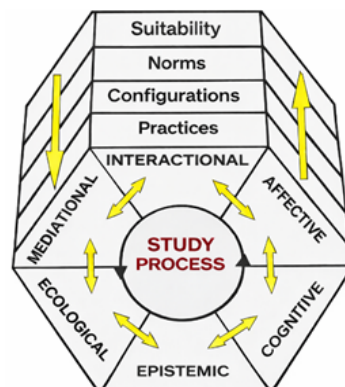 Suitability
Norms
Configurations
Practices
INTERACTIONAL
MEDIATIONAL
AFFECTIVE
STUDY
PROCESS
ECOLOGICAL
COGNITIVE
EPISTEMIC